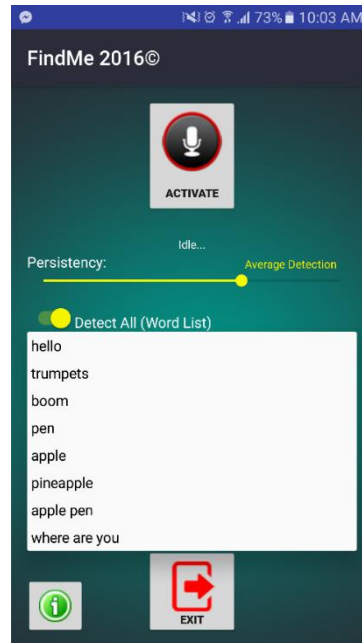 73% 10:03 AM
FindMe 2016©
ACTIVATE
Idle...
Persistency:
Average Detection
Detect All (Word List)
hello
trumpets
boom
pen
apple
pineapple
apple pen
where are you
EXIT